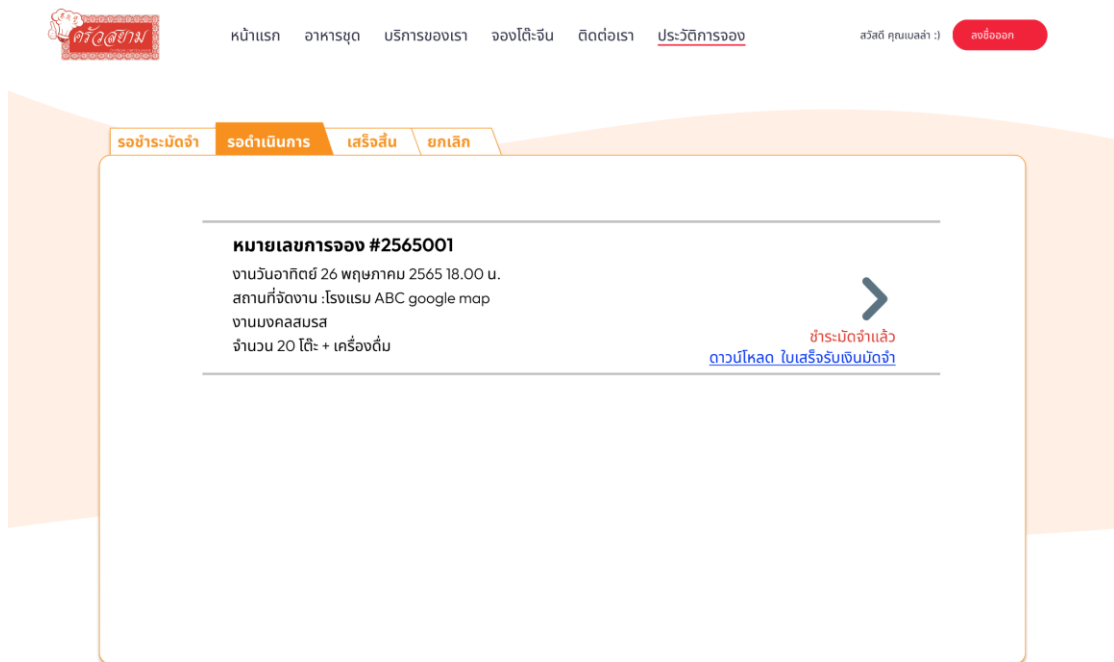 ครัวสยาม
หน้าแรก อาหารชุด บริการของเรา จองโต๊ะจีน ติดต่อเรา ประวัติการจอง สวัสดี คุณเบลล่า :) ลงชื่อออก
รอชำระมัดจำ รอดำเนินการ เสร็จสิ้น ยกเลิก
หมายเลขการจอง #2565001
งานวันอาทิตย์ 26 พฤษภาคม 2565 18.00 น.
สถานที่จัดงาน :โรงแรม ABC google map
งานมงคลสมรส
จำนวน 20 โต๊ะ + เครื่องดื่ม
ชำระมัดจำแล้ว
ดาวน์โหลด ใบเสร็จรับเงินมัดจำ